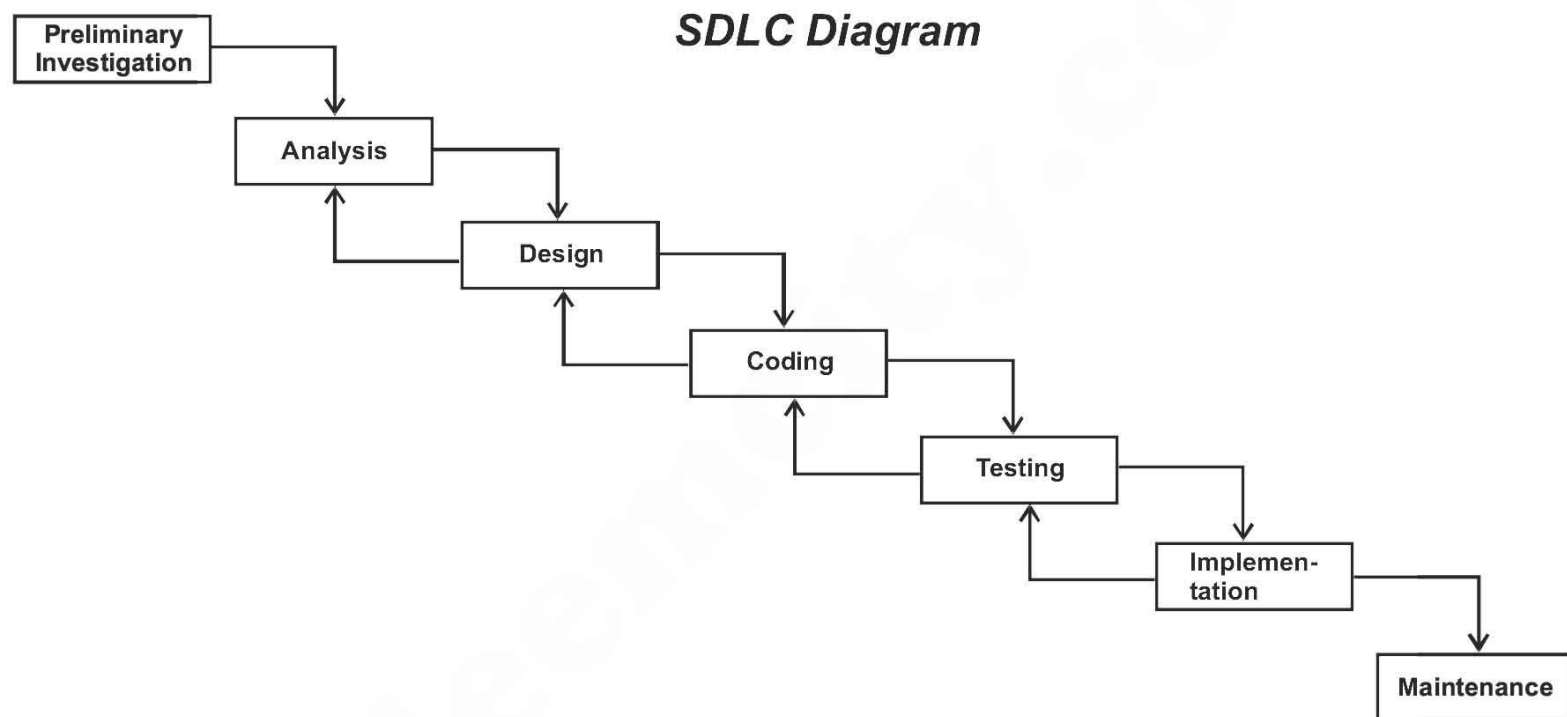 SDLC Diagram
Preliminary
Investigation
Analysis
Design
Coding
Testing
Implemen-
tation
Maintenance